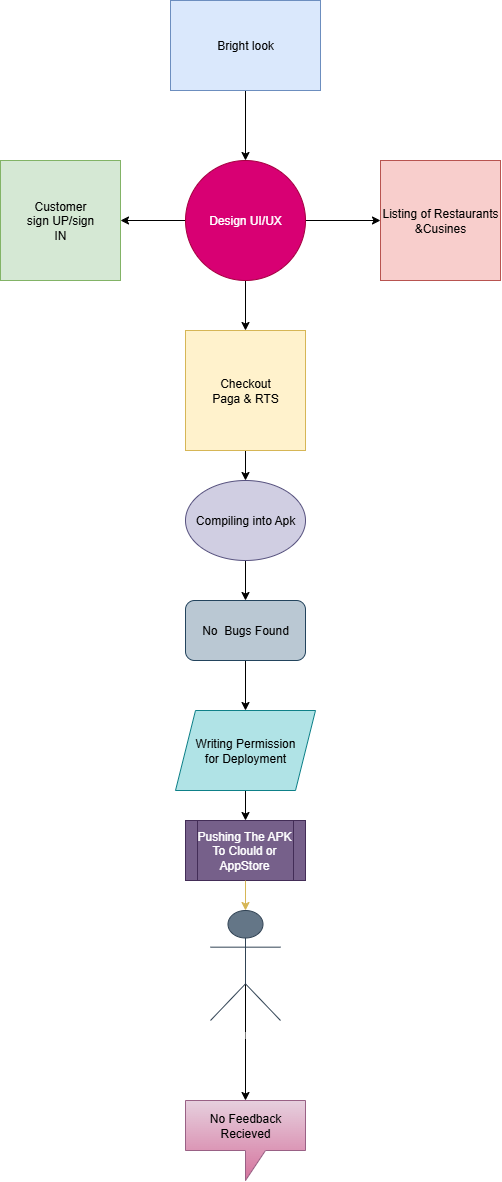 Bright look
Customer
sign UP/sign
IN
Design UI/UX
Listing of Restaurants
&Cusines
Checkout
Paga & RTS
Compiling into Apk
No  Bugs Found
Writing Permission
for Deployment
Pushing The APK
To Clould or
AppStore
No Feedback
Recieved